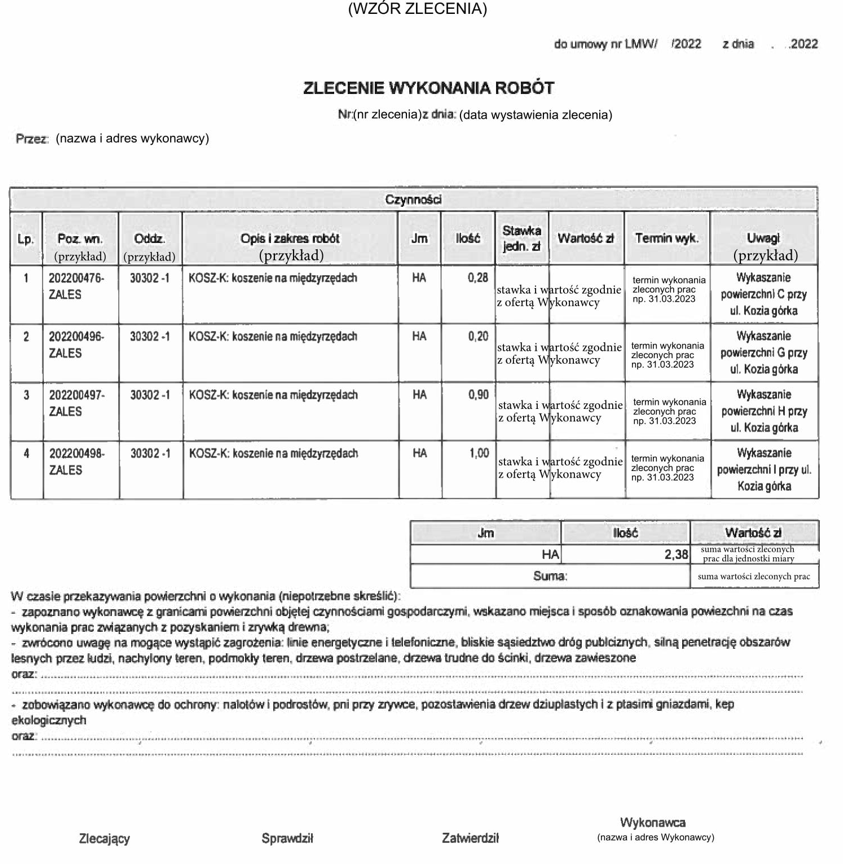 (WZÓR ZLECENIA)
do umowy nr LMW/ /2022 z dnia . .2022
ZLECENIE WYKONANIA ROBÓT
Nr:(nr zlecenia)z dnia: (data wystawienia zlecenia)
Przez: (nazwa i adres wykonawcy)
Czynności
Lp. Poz. wn. (przykład) Oddz. (przykład) Opis i zakres robót (przykład) Jm Ilość Stawka jedn. zł Wartość zł Termin wyk. Uwagi (przykład)
1 202200476- 30302 -1 KOSZ-K: koszenie na międzyrzędach HA 0,28 stawka i wartość zgodnie termin wykonania Wykaszanie
ZALES z ofertą Wykonawcy zleconych prac powierzchni C przy
np. 31.03.2023 ul. Kozia górka
2 202200496- 30302 -1 KOSZ-K: koszenie na międzyrzędach HA 0,20 stawka i wartość zgodnie termin wykonania Wykaszanie
ZALES z ofertą Wykonawcy zleconych prac powierzchni G przy
np. 31.03.2023 ul. Kozia górka
3 202200497- 30302 -1 KOSZ-K: koszenie na międzyrzędach HA 0,90 stawka i wartość zgodnie termin wykonania Wykaszanie
ZALES z ofertą Wykonawcy zleconych prac powierzchni H przy
np. 31.03.2023 ul. Kozia górka
4 202200498- 30302 -1 KOSZ-K: koszenie na międzyrzędach HA 1,00 stawka i wartość zgodnie termin wykonania Wykaszanie
ZALES z ofertą Wykonawcy zleconych prac powierzchni I przy ul.
np. 31.03.2023 Kozia górka
Jm Ilość Wartość zł
HA 2,38 suma wartości zleconych
prac dla jednostki miary
Suma: suma wartości zleconych prac
W czasie przekazywania powierzchni o wykonania (niepotrzebne skreślić):
- zapoznano wykonawcę z granicami powierzchni objętej czynnościami gospodarczymi, wskazano miejsca i sposób oznakowania powiezchni na czas
wykonania prac związanych z pozyskaniem i zrywką drewna;
- zwrócono uwagę na mogące wystąpić zagrożenia: linie energetyczne i telefoniczne, bliskie sąsiedztwo dróg publciznych, silną penetrację obszarów
lesnych przez ludzi, nachylony teren, podmokły teren, drzewa postrzelane, drzewa trudne do ścinki, drzewa zawieszone
oraz:
- zobowiązano wykonawcę do ochrony: nalotów i podrostów, pni przy zrywce, pozostawienia drzew dziuplastych i z ptasimi gniazdami, kep
ekologicznych
oraz:
Zlecający Sprawdził Zatwierdził Wykonawca
(nazwa i adres Wykonawcy)